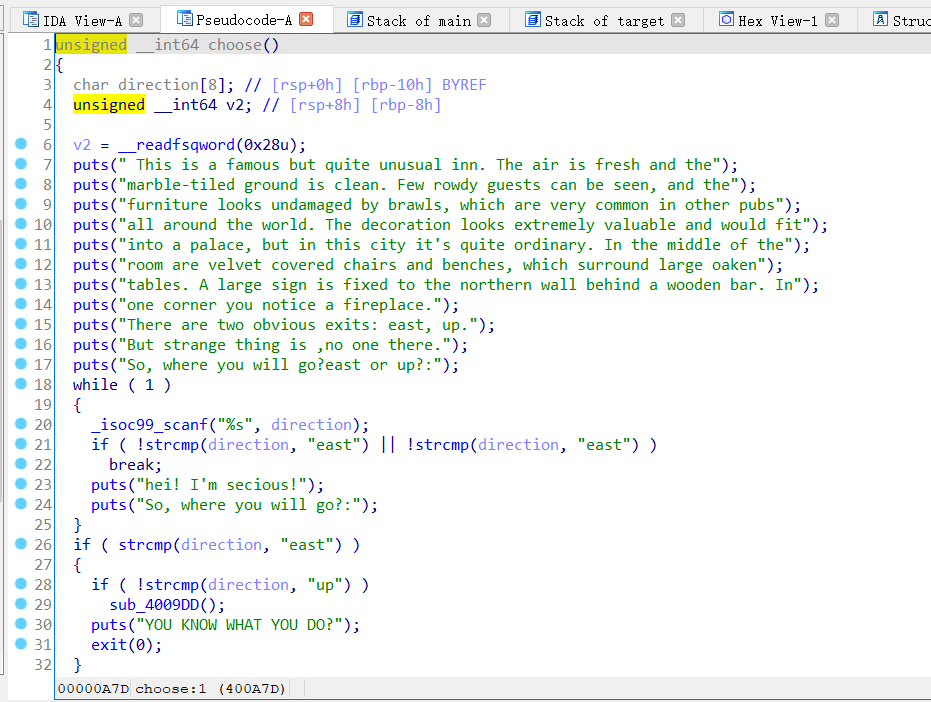 IDA View-A Pseudocode-A Stack of main Stack of target Hex View-1 Struc
1 unsigned __int64 choose()
2 {
3 char direction[8]; // [rsp+0h] [rbp-10h] BYREF
4 unsigned __int64 v2; // [rsp+8h] [rbp-8h]
5
6 v2 = __readfsqword(0x28u);
7 puts(" This is a famous but quite unusual inn. The air is fresh and the");
8 puts("marble-tiled ground is clean. Few rowdy guests can be seen, and the");
9 puts("furniture looks undamaged by brawls, which are very common in other pubs");
10 puts("all around the world. The decoration looks extremely valuable and would fit");
11 puts("into a palace, but in this city it's quite ordinary. In the middle of the");
12 puts("room are velvet covered chairs and benches, which surround large oaken");
13 puts("tables. A large sign is fixed to the northern wall behind a wooden bar. In");
14 puts("one corner you notice a fireplace.");
15 puts("There are two obvious exits: east, up.");
16 puts("But strange thing is ,no one there.");
17 puts("So, where you will go?east or up?:");
18 while ( 1 )
19 {
20 _isoc99_scanf("%s", direction);
21 if ( !strcmp(direction, "east") || !strcmp(direction, "east") )
22 break;
23 puts("hei! I'm secious!");
24 puts("So, where you will go?:");
25 }
26 if ( strcmp(direction, "east") )
27 {
28 if ( !strcmp(direction, "up") )
29 sub_4009DD();
30 puts("YOU KNOW WHAT YOU DO?");
31 exit(0);
32 }
00000A7D choose:1 (400A7D)